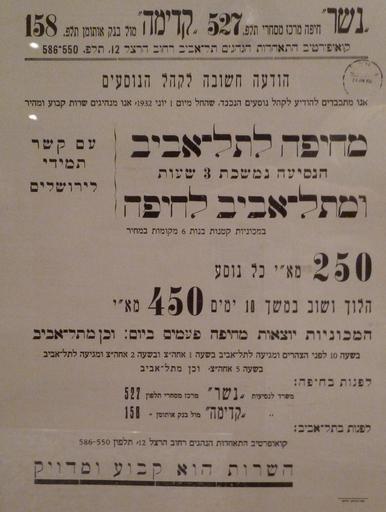 „נשר" חיפה מרכז מסחרי תלפ. 527 „קדימה" מול בנק אותומן תלפ. 158
קואופרטיב התאחדות הנהגים תל־אביב רחוב הרצל 12, תלפ. 586-550
הודעה חשובה לקהל הנוסעים
אנו מתכבדים להודיע לקהל נוסעים הנכבד, שהחל מיום 1 יוני 1932 אנו מנהיגים שרות קבוע ומהיר
מחיפה לתל־אביב
הנסיעה נמשכת 3 שעות
ומתל־אביב לחיפה
עם קשר
תמידי
לירושלים
במכוניות קטנות בנות 6 מקומות במחיר
250 מא״י כל נוסע
הלוך ושוב במשך 10 ימים 450 מא״י
המכוניות יוצאות מחיפה פעמים ביום: וכן מתל־אביב
בשעה 10 לפני הצהרים ומגיעה לתל־אביב בשעה 1 אחה״צ ובשעה 2 אחה״צ ומגיעה לתל־אביב
בשעה 5 אחה״צ וכן מתל־אביב
לפנות בחיפה:
משרד לנסיעות „נשר" מרכז מסחרי תלפון 527
„ „קדימה" מול בנק אותומן - 158
לפנות בתל־אביב:
קואופרטיב התאחדות הנהגים רחוב הרצל 12, תלפון 586-550
השרות הוא קבוע ומדויק